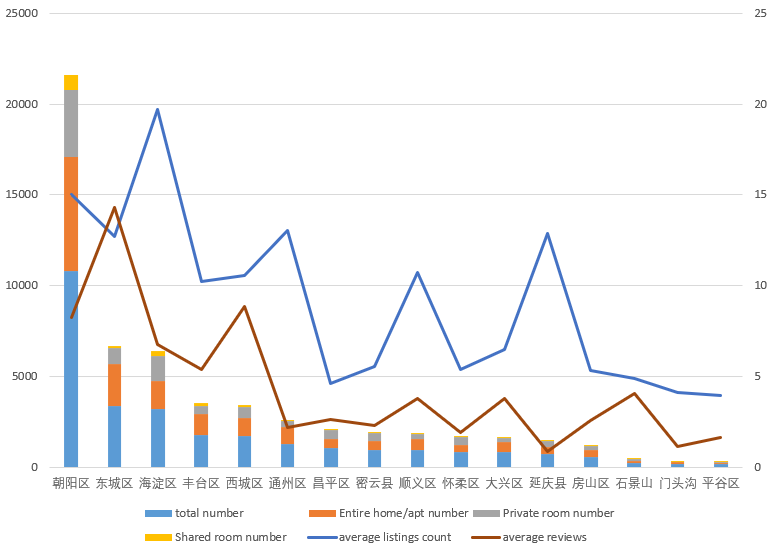 25000 25
20000 20
15000 15
10000 10
5000 5
0 0
朝阳区 东城区 海淀区 丰台区 西城区 通州区 昌平区 密云县 顺义区 怀柔区 大兴区 延庆县 房山区 石景山 门头沟 平谷区
total number Entire home/apt number Private room number
Shared room number average listings count average reviews